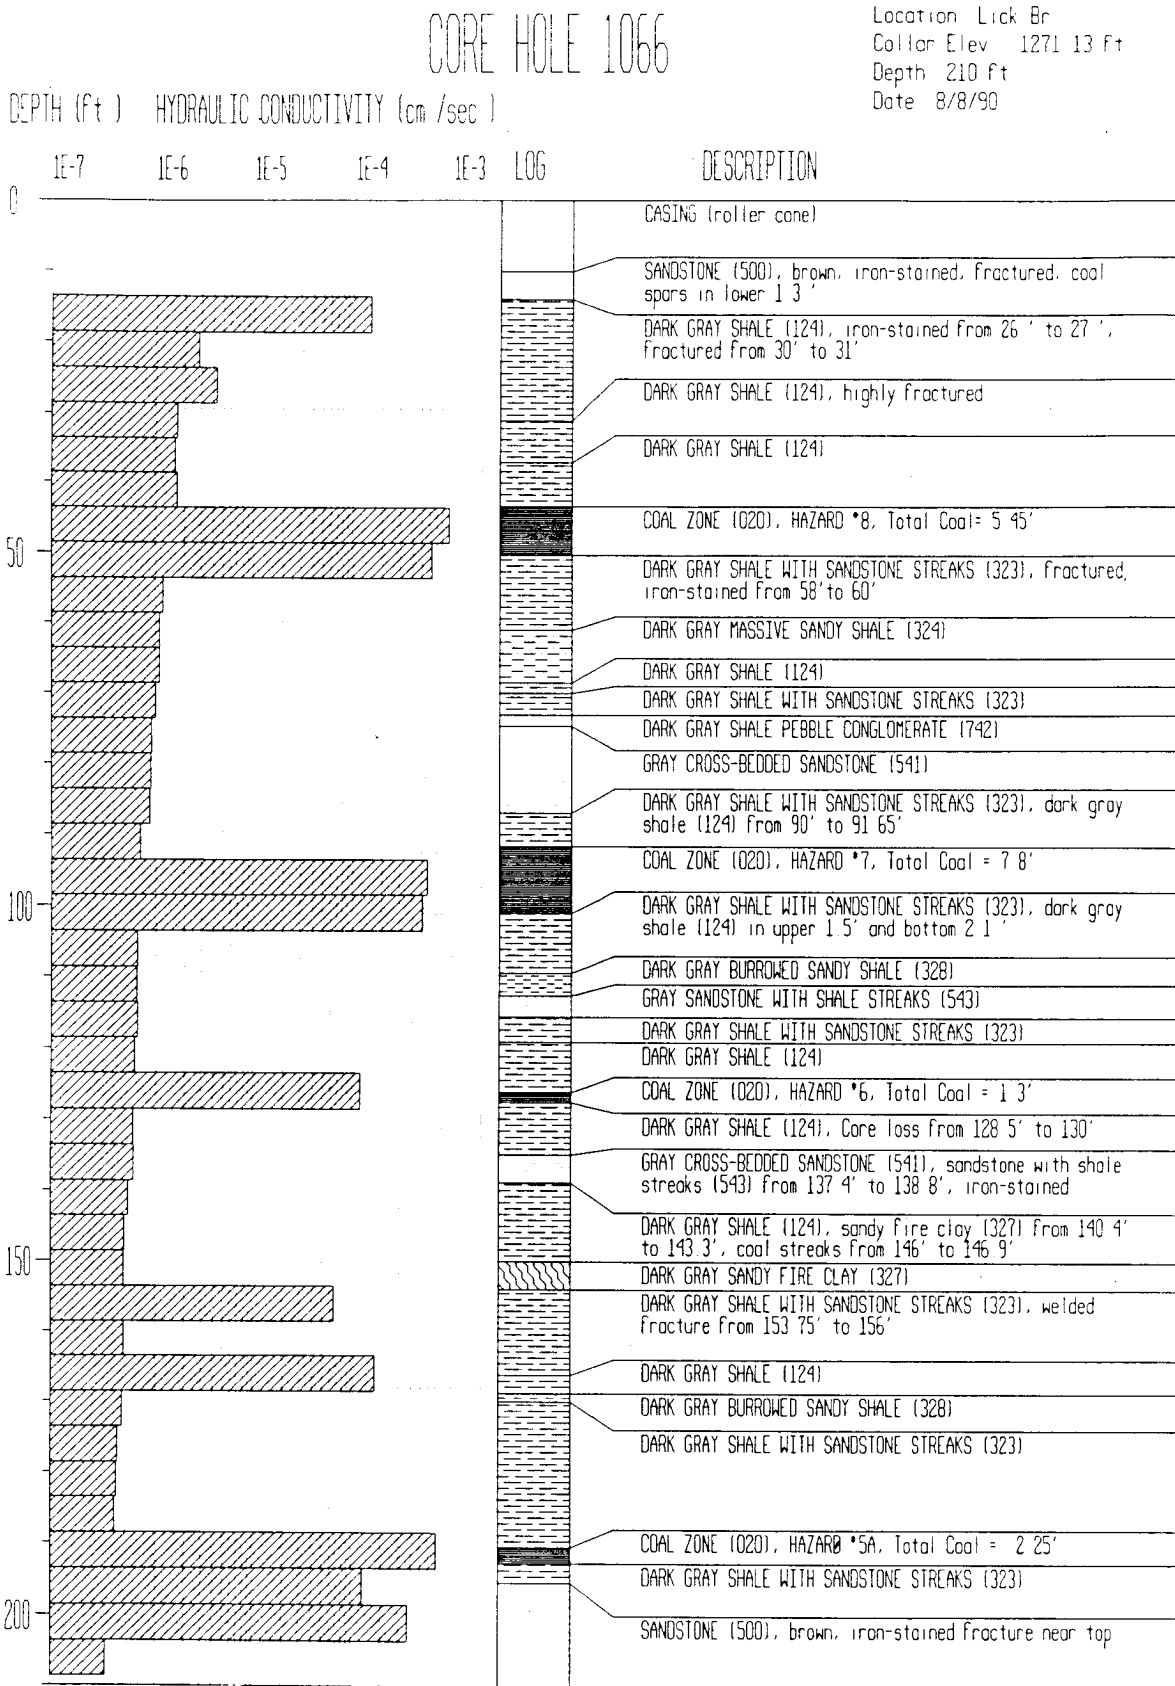 CORE HOLE 1066
Location Lick Br
Collar Elev 1271 13 Ft
Depth 210 Ft
Date 8/8/90
DEPTH (Ft ) HYDRAULIC CONDUCTIVITY (cm /sec )
1E-7 1E-6 1E-5 1E-4 1E-3 LOG DESCRIPTION
0
CASING (roller cone)
SANDSTONE (500), brown, iron-stained, fractured, coal
spars in lower 1 3 '
DARK GRAY SHALE (124), iron-stained from 26 ' to 27 ',
fractured from 30' to 31'
DARK GRAY SHALE (124), highly fractured
DARK GRAY SHALE (124)
COAL ZONE (020), HAZARD *8, Total Coal= 5 45'
50
DARK GRAY SHALE WITH SANDSTONE STREAKS (323), fractured,
iron-stained from 58'to 60'
DARK GRAY MASSIVE SANDY SHALE (324)
DARK GRAY SHALE (124)
DARK GRAY SHALE WITH SANDSTONE STREAKS (323)
DARK GRAY SHALE PEBBLE CONGLOMERATE (742)
GRAY CROSS-BEDDED SANDSTONE (541)
DARK GRAY SHALE WITH SANDSTONE STREAKS (323), dark gray
shale (124) from 90' to 91 65'
COAL ZONE (020), HAZARD *7, Total Coal = 7 8'
100
DARK GRAY SHALE WITH SANDSTONE STREAKS (323), dark gray
shale (124) in upper 1 5' and bottom 2 1 '
DARK GRAY BURROWED SANDY SHALE (328)
GRAY SANDSTONE WITH SHALE STREAKS (543)
DARK GRAY SHALE WITH SANDSTONE STREAKS (323)
DARK GRAY SHALE (124)
COAL ZONE (020), HAZARD *6, Total Coal = 1 3'
DARK GRAY SHALE (124), Core loss from 128 5' to 130'
GRAY CROSS-BEDDED SANDSTONE (541), sandstone with shale
streaks (543) from 137 4' to 138 8', iron-stained
DARK GRAY SHALE (124), sandy fire clay (327) from 140 4'
to 143.3', coal streaks from 146' to 146 9'
150
DARK GRAY SANDY FIRE CLAY (327)
DARK GRAY SHALE WITH SANDSTONE STREAKS (323), welded
fracture from 153 75' to 156'
DARK GRAY SHALE (124)
DARK GRAY BURROWED SANDY SHALE (328)
DARK GRAY SHALE WITH SANDSTONE STREAKS (323)
COAL ZONE (020), HAZARD *5A, Total Coal = 2 25'
DARK GRAY SHALE WITH SANDSTONE STREAKS (323)
200
SANDSTONE (500), brown, iron-stained fracture near top